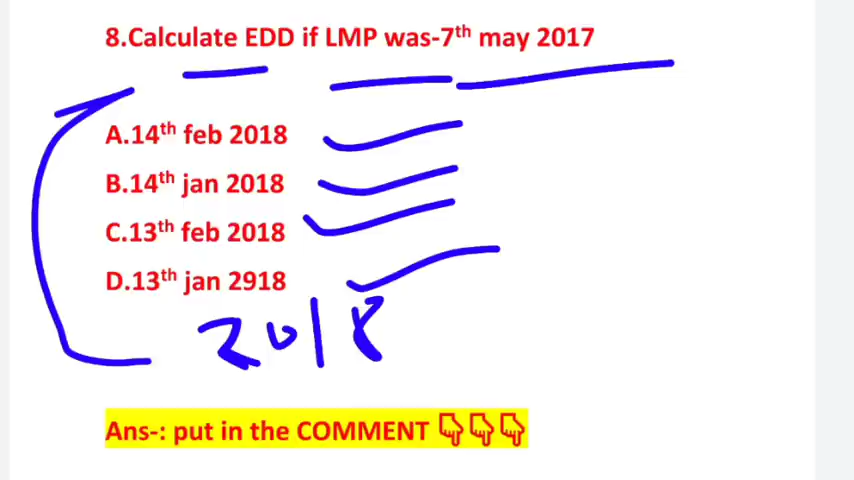 8.Calculate EDD if LMP was-7th may 2017
A.14th feb 2018
B.14th jan 2018
C.13th feb 2018
D.13th jan 2918
2018
Ans-: put in the COMMENT 👇👇👇